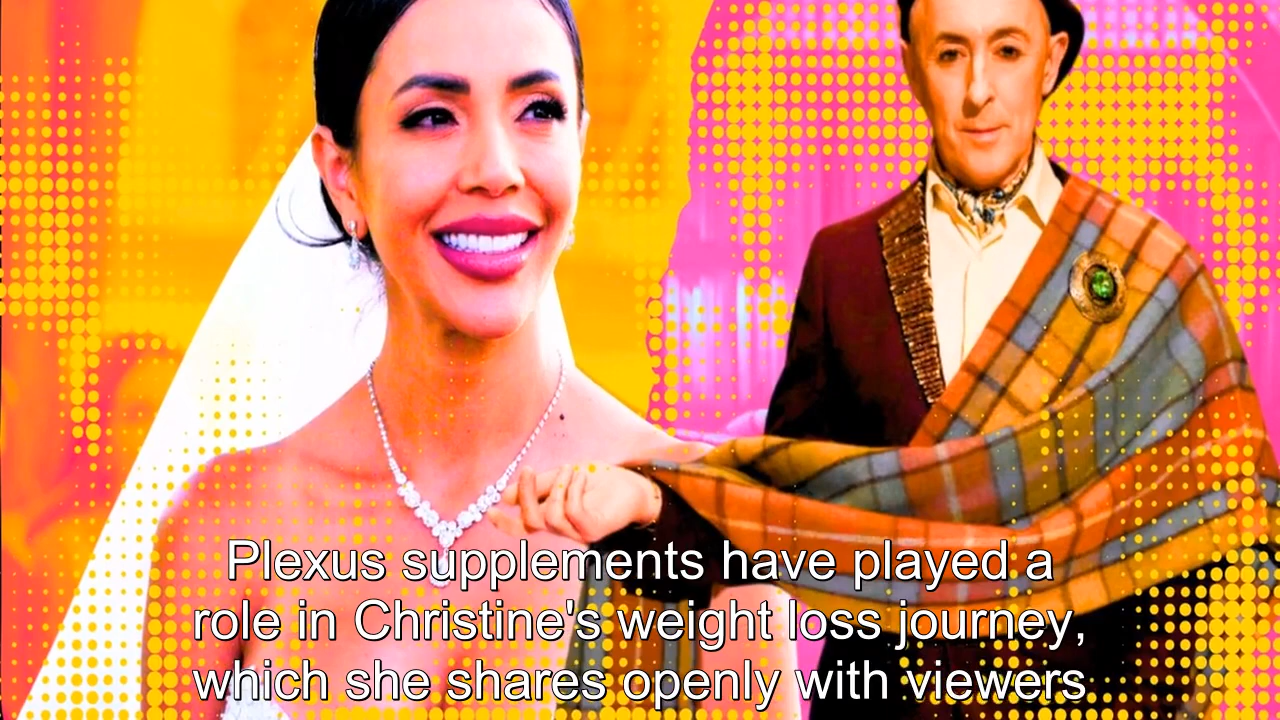 Plexus supplements have played a
role in Christine's weight loss journey,
which she shares openly with viewers